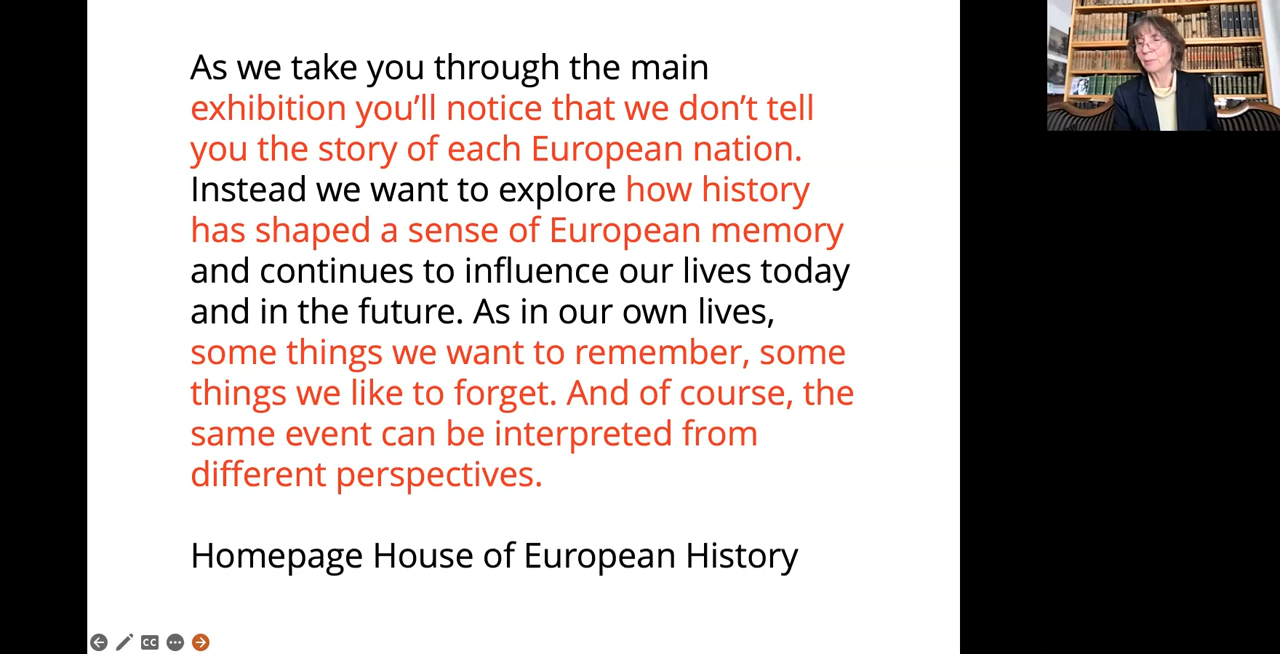 As we take you through the main
exhibition you’ll notice that we don’t tell
you the story of each European nation.
Instead we want to explore how history
has shaped a sense of European memory
and continues to influence our lives today
and in the future. As in our own lives,
some things we want to remember, some
things we like to forget. And of course, the
same event can be interpreted from
different perspectives.
Homepage House of European History
CC